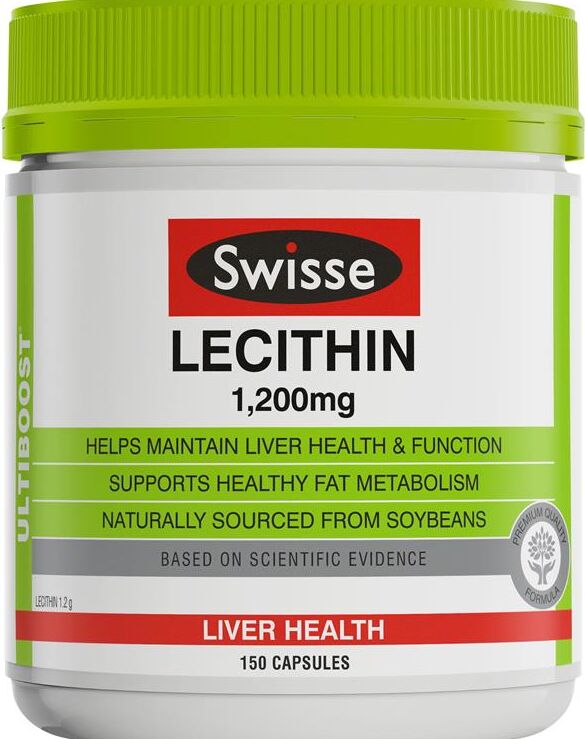 Swisse
LECITHIN
1,200mg
HELPS MAINTAIN LIVER HEALTH & FUNCTION
SUPPORTS HEALTHY FAT METABOLISM
NATURALLY SOURCED FROM SOYBEANS
BASED ON SCIENTIFIC EVIDENCE
ULTIBOOST
PREMIUM QUALITY
FORMULA
LECITHIN 1.2 g
LIVER HEALTH
150 CAPSULES